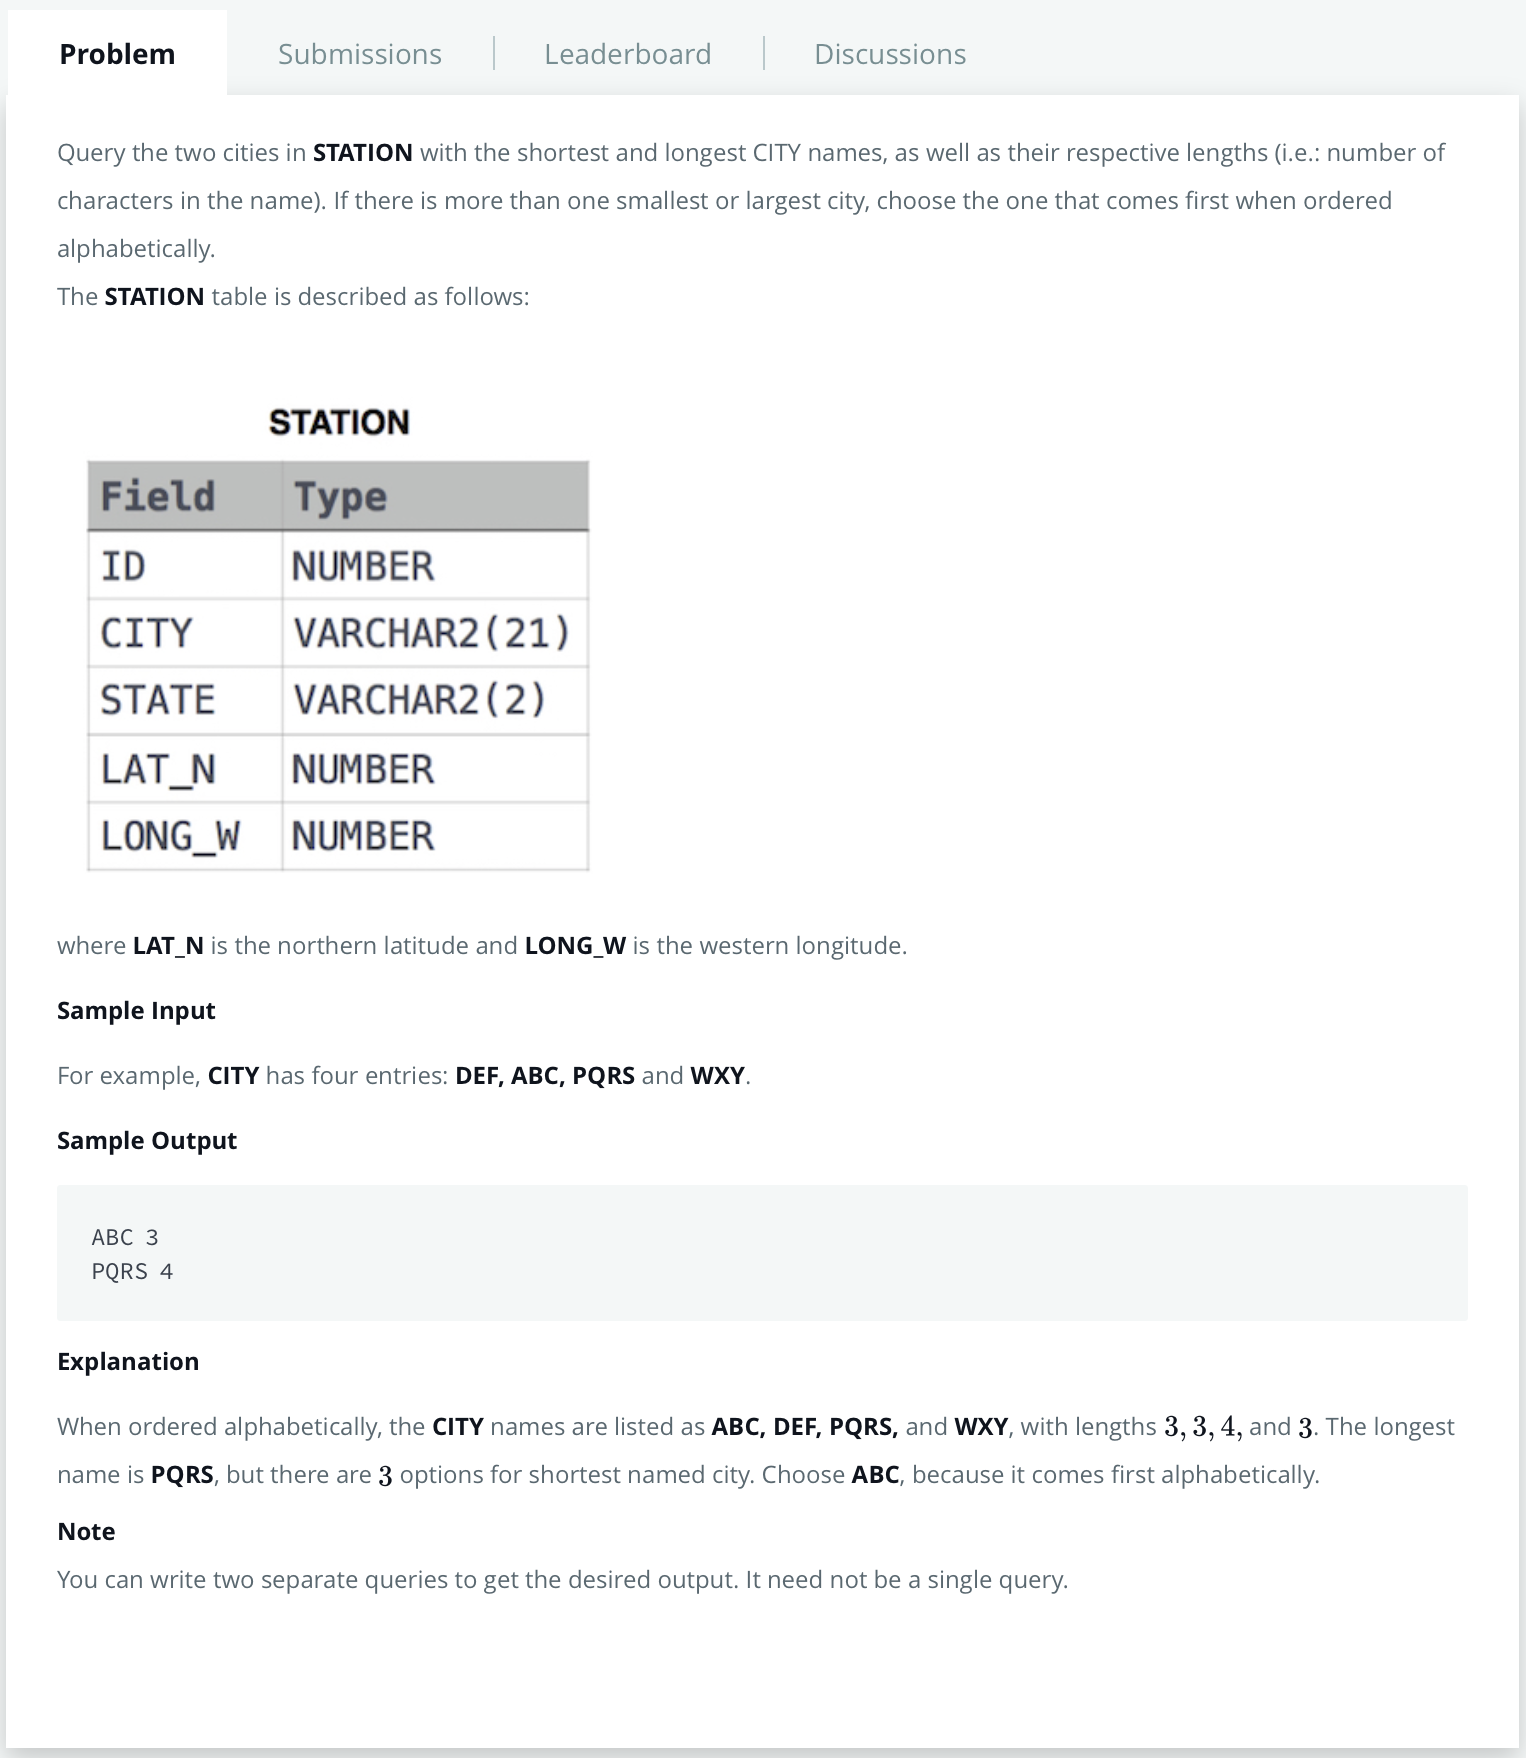 Problem
Submissions
Leaderboard
Discussions
Query the two cities in STATION with the shortest and longest CITY names, as well as their respective lengths (i.e.: number of
characters in the name). If there is more than one smallest or largest city, choose the one that comes first when ordered
alphabetically.
The STATION table is described as follows:
STATION
Field Type
ID NUMBER
CITY VARCHAR2(21)
STATE VARCHAR2(2)
LAT_N NUMBER
LONG_W NUMBER
where LAT_N is the northern latitude and LONG_W is the western longitude.
Sample Input
For example, CITY has four entries: DEF, ABC, PQRS and WXY.
Sample Output
ABC 3
PQRS 4
Explanation
When ordered alphabetically, the CITY names are listed as ABC, DEF, PQRS, and WXY, with lengths 3, 3, 4, and 3. The longest
name is PQRS, but there are 3 options for shortest named city. Choose ABC, because it comes first alphabetically.
Note
You can write two separate queries to get the desired output. It need not be a single query.